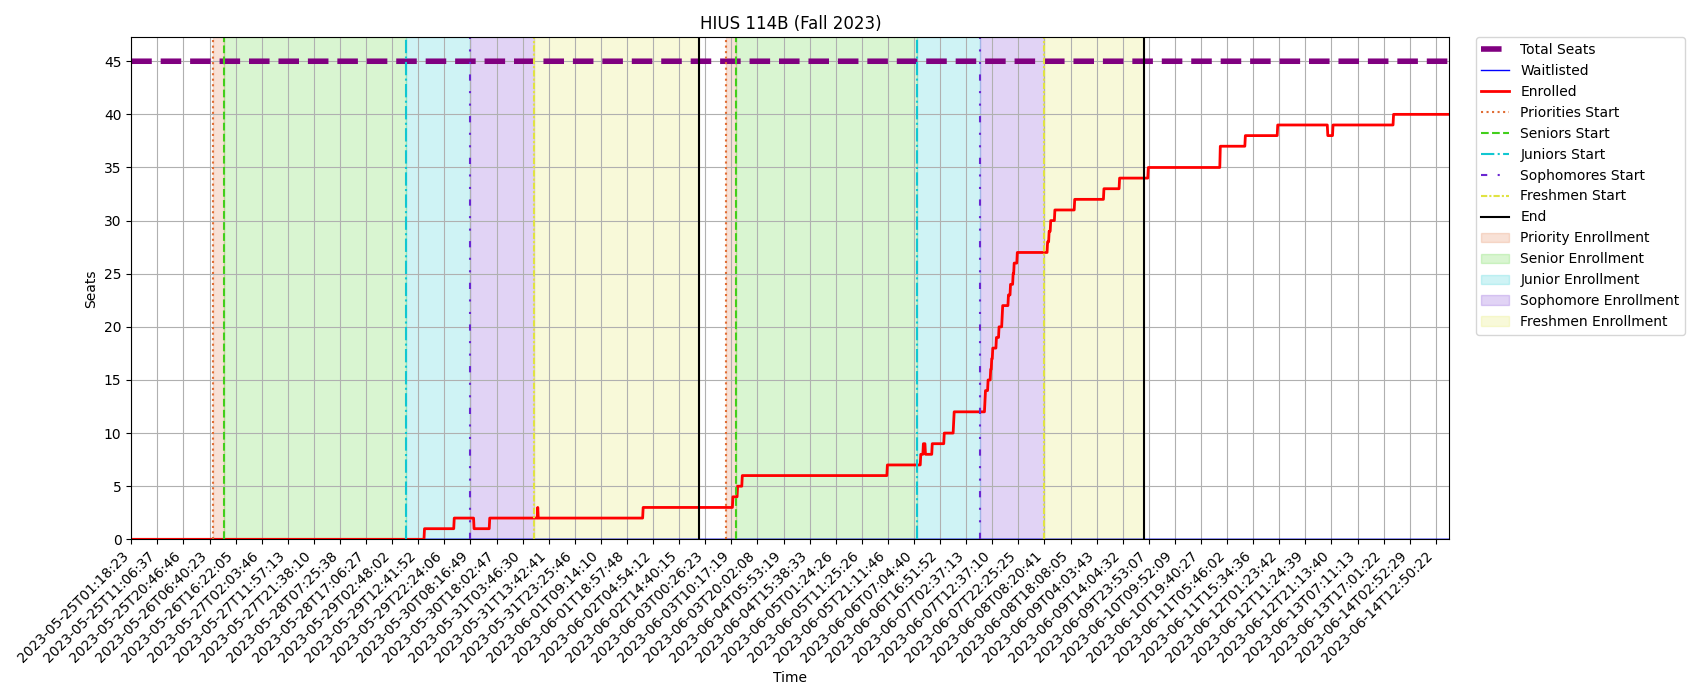 HIUS 114B (Fall 2023)
Total Seats
Waitlisted
Enrolled
Priorities Start
Seniors Start
Juniors Start
Sophomores Start
Freshmen Start
End
Priority Enrollment
Senior Enrollment
Junior Enrollment
Sophomore Enrollment
Freshmen Enrollment
Seats
45
40
35
30
25
20
15
10
5
0
2023-05-25T01:18:23
2023-05-25T11:06:37
2023-05-25T20:46:46
2023-05-26T06:40:23
2023-05-26T16:22:05
2023-05-27T02:03:46
2023-05-27T11:57:13
2023-05-27T21:38:10
2023-05-28T07:25:38
2023-05-28T17:06:27
2023-05-29T02:48:02
2023-05-29T12:41:52
2023-05-29T22:24:06
2023-05-30T08:16:49
2023-05-30T18:02:47
2023-05-31T03:46:30
2023-05-31T13:42:41
2023-05-31T23:25:46
2023-06-01T09:14:10
2023-06-01T18:57:48
2023-06-02T04:54:12
2023-06-02T14:40:15
2023-06-03T00:26:23
2023-06-03T10:17:19
2023-06-03T20:02:08
2023-06-04T05:53:19
2023-06-04T15:38:33
2023-06-05T01:24:26
2023-06-05T11:25:26
2023-06-05T21:11:46
2023-06-06T07:04:40
2023-06-06T16:51:52
2023-06-07T02:37:13
2023-06-07T12:37:10
2023-06-07T22:25:25
2023-06-08T08:20:41
2023-06-08T18:08:05
2023-06-09T04:03:43
2023-06-09T14:04:32
2023-06-09T23:53:07
2023-06-10T09:52:09
2023-06-10T19:40:27
2023-06-11T05:46:02
2023-06-11T15:34:36
2023-06-12T01:23:42
2023-06-12T11:24:39
2023-06-12T21:13:40
2023-06-13T07:11:13
2023-06-13T17:01:22
2023-06-14T02:52:29
2023-06-14T12:50:22
Time